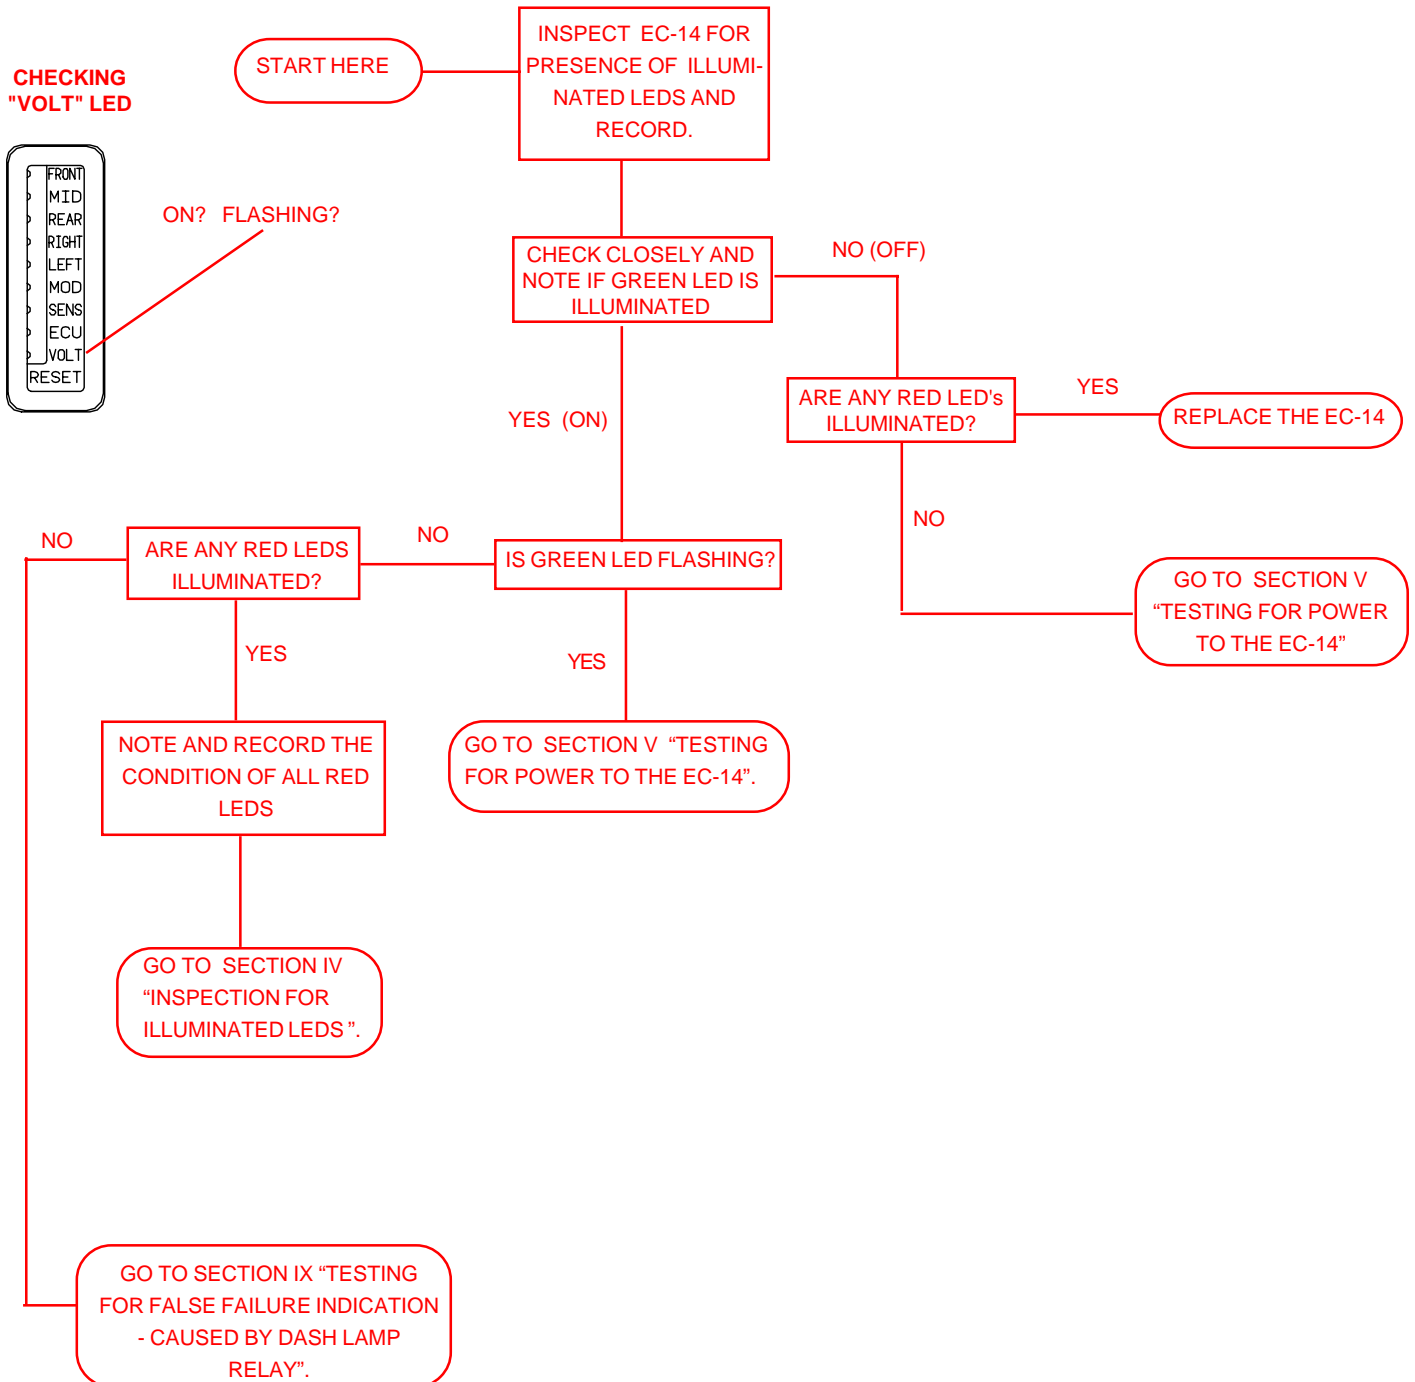 CHECKING
"VOLT" LED
START HERE
INSPECT EC-14 FOR
PRESENCE OF ILLUMI-
NATED LEDS AND
RECORD.
FRONT
MID
REAR
RIGHT
LEFT
MOD
SENS
ECU
VOLT
RESET
ON? FLASHING?
CHECK CLOSELY AND
NOTE IF GREEN LED IS
ILLUMINATED
NO (OFF)
ARE ANY RED LED's
ILLUMINATED?
YES
REPLACE THE EC-14
YES (ON)
NO
GO TO SECTION V
“TESTING FOR POWER
TO THE EC-14”
IS GREEN LED FLASHING?
NO
ARE ANY RED LEDS
ILLUMINATED?
NO
YES
YES
NOTE AND RECORD THE
CONDITION OF ALL RED
LEDS
GO TO SECTION V “TESTING
FOR POWER TO THE EC-14”.
GO TO SECTION IV
“INSPECTION FOR
ILLUMINATED LEDS ”.
GO TO SECTION IX “TESTING
FOR FALSE FAILURE INDICATION
- CAUSED BY DASH LAMP
RELAY”.